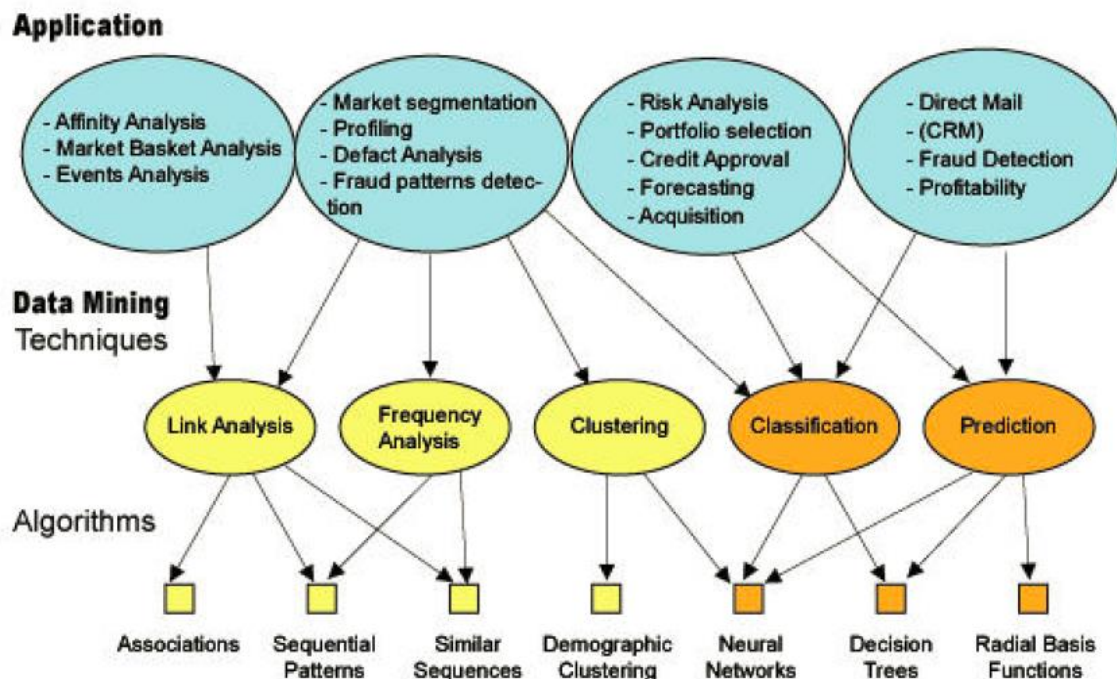 Application
- Affinity Analysis
- Market Basket Analysis
- Events Analysis
- Market segmentation
- Profiling
- Defect Analysis
- Fraud patterns detec-
tion
- Risk Analysis
- Portfolio selection
- Credit Approval
- Forecasting
- Acquisition
- Direct Mail
- (CRM)
- Fraud Detection
- Profitability
Data Mining
Techniques
Link Analysis
Frequency
Analysis
Clustering
Classification
Prediction
Algorithms
Associations
Sequential
Patterns
Similar
Sequences
Demographic
Clustering
Neural
Networks
Decision
Trees
Radial Basis
Functions